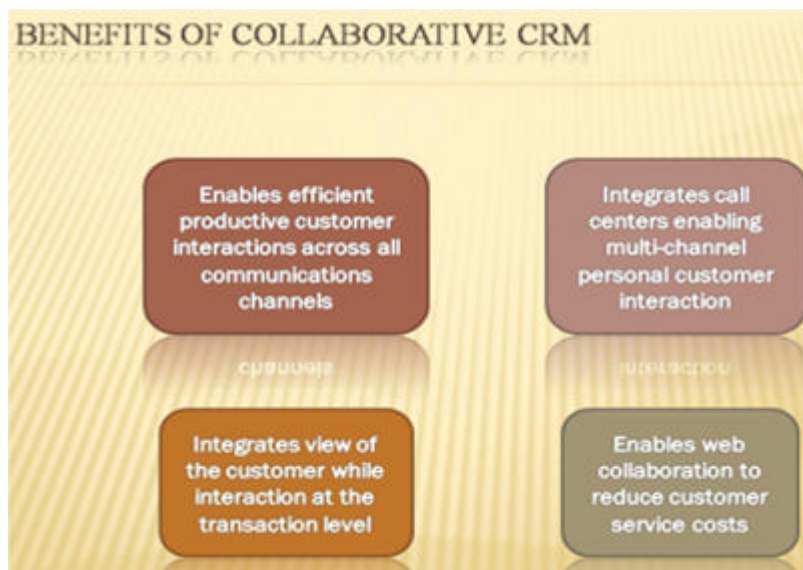 BENEFITS OF COLLABORATIVE CRM
Enables efficient
productive customer
interactions across all
communications
channels
Integrates call
centers enabling
multi-channel
personal customer
interaction
Integrates view of
the customer while
interaction at the
transaction level
Enables web
collaboration to
reduce customer
service costs